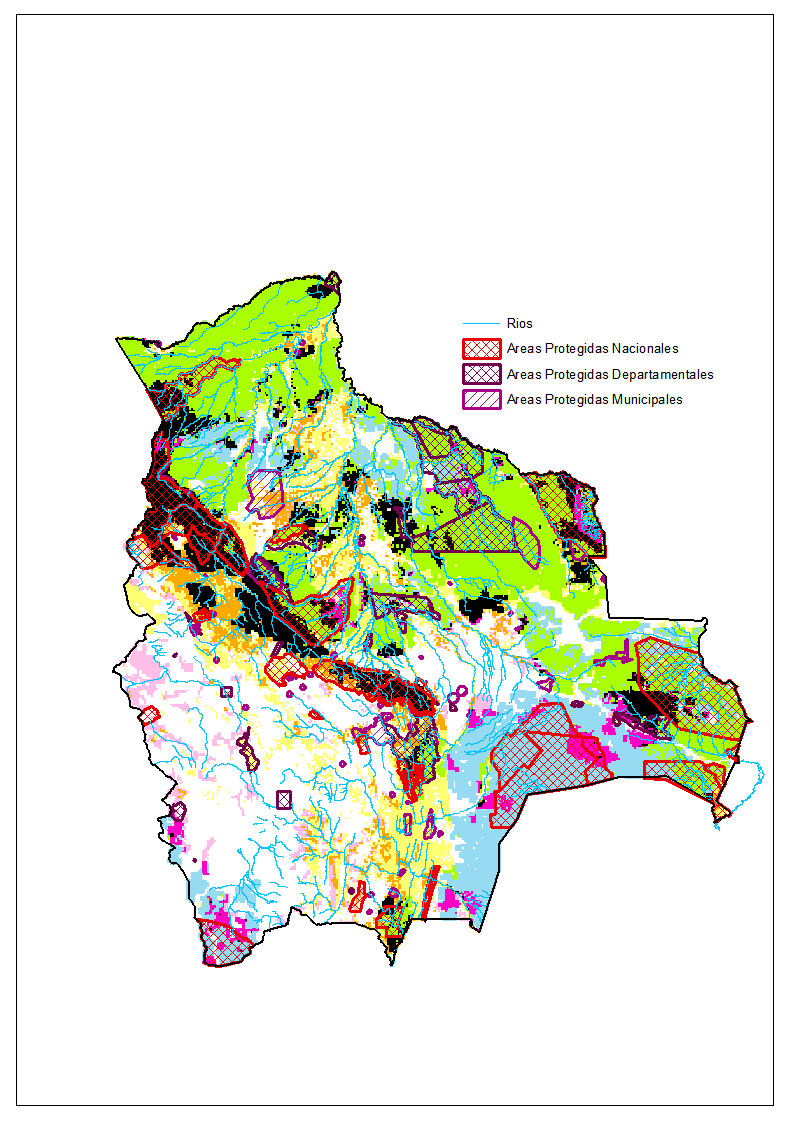 Rios
Areas Protegidas Nacionales
Areas Protegidas Departamentales
Areas Protegidas Municipales